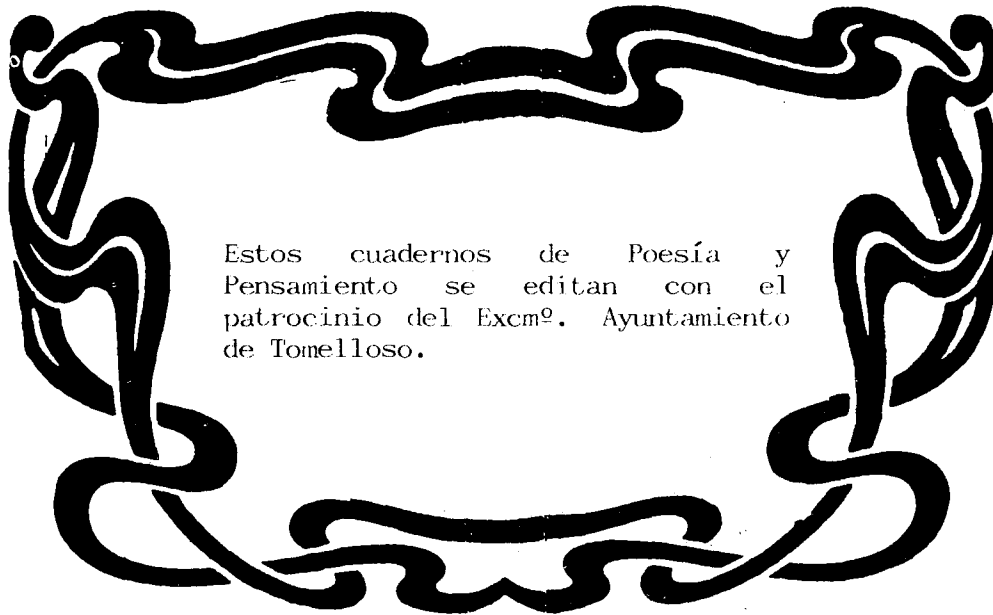 Estos cuadernos de Poesía y
Pensamiento se editan con el
patrocinio del Excmº. Ayuntamiento
de Tomelloso.